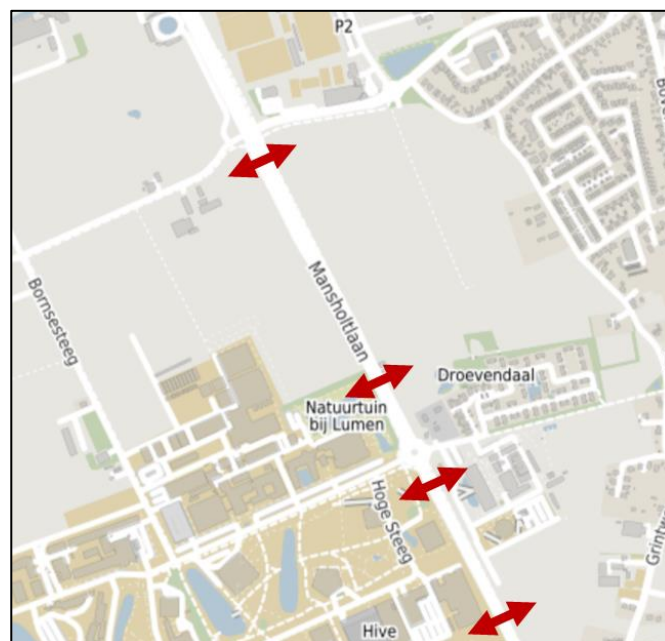 P2
Bornsesteeg
Mansholtlaan
Droevendaal
Natuurtuin
bij Lumen
Hoge Steeg
Hive